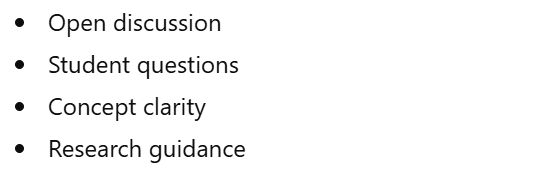 • Open discussion
• Student questions
• Concept clarity
• Research guidance